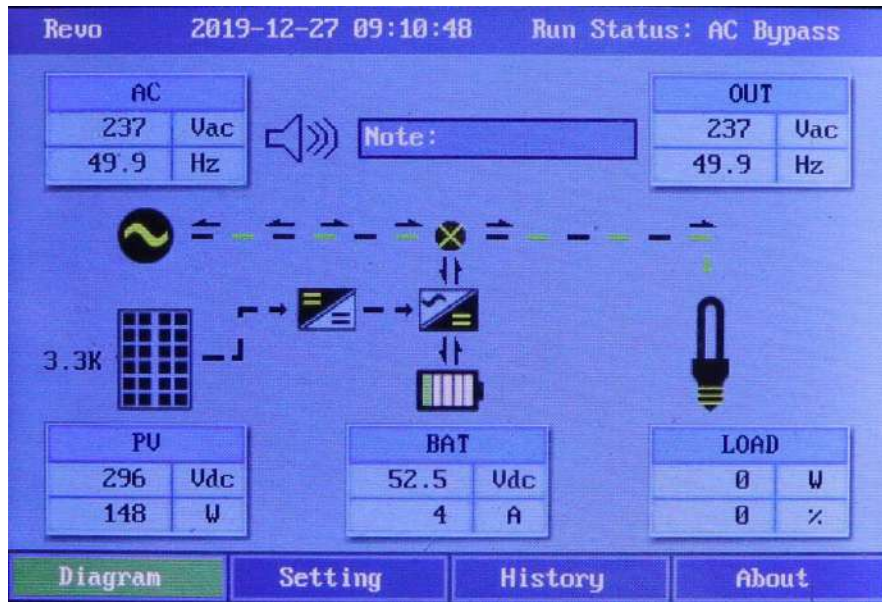 Revo 2019-12-27 09:10:48 Run Status: AC Bypass
AC
237 Vac
49.9 Hz
Note:
OUT
237 Vac
49.9 Hz
3.3K
PV
296 Vdc
148 W
BAT
52.5 Vdc
4 A
LOAD
0 W
0 %
Diagram Setting History About